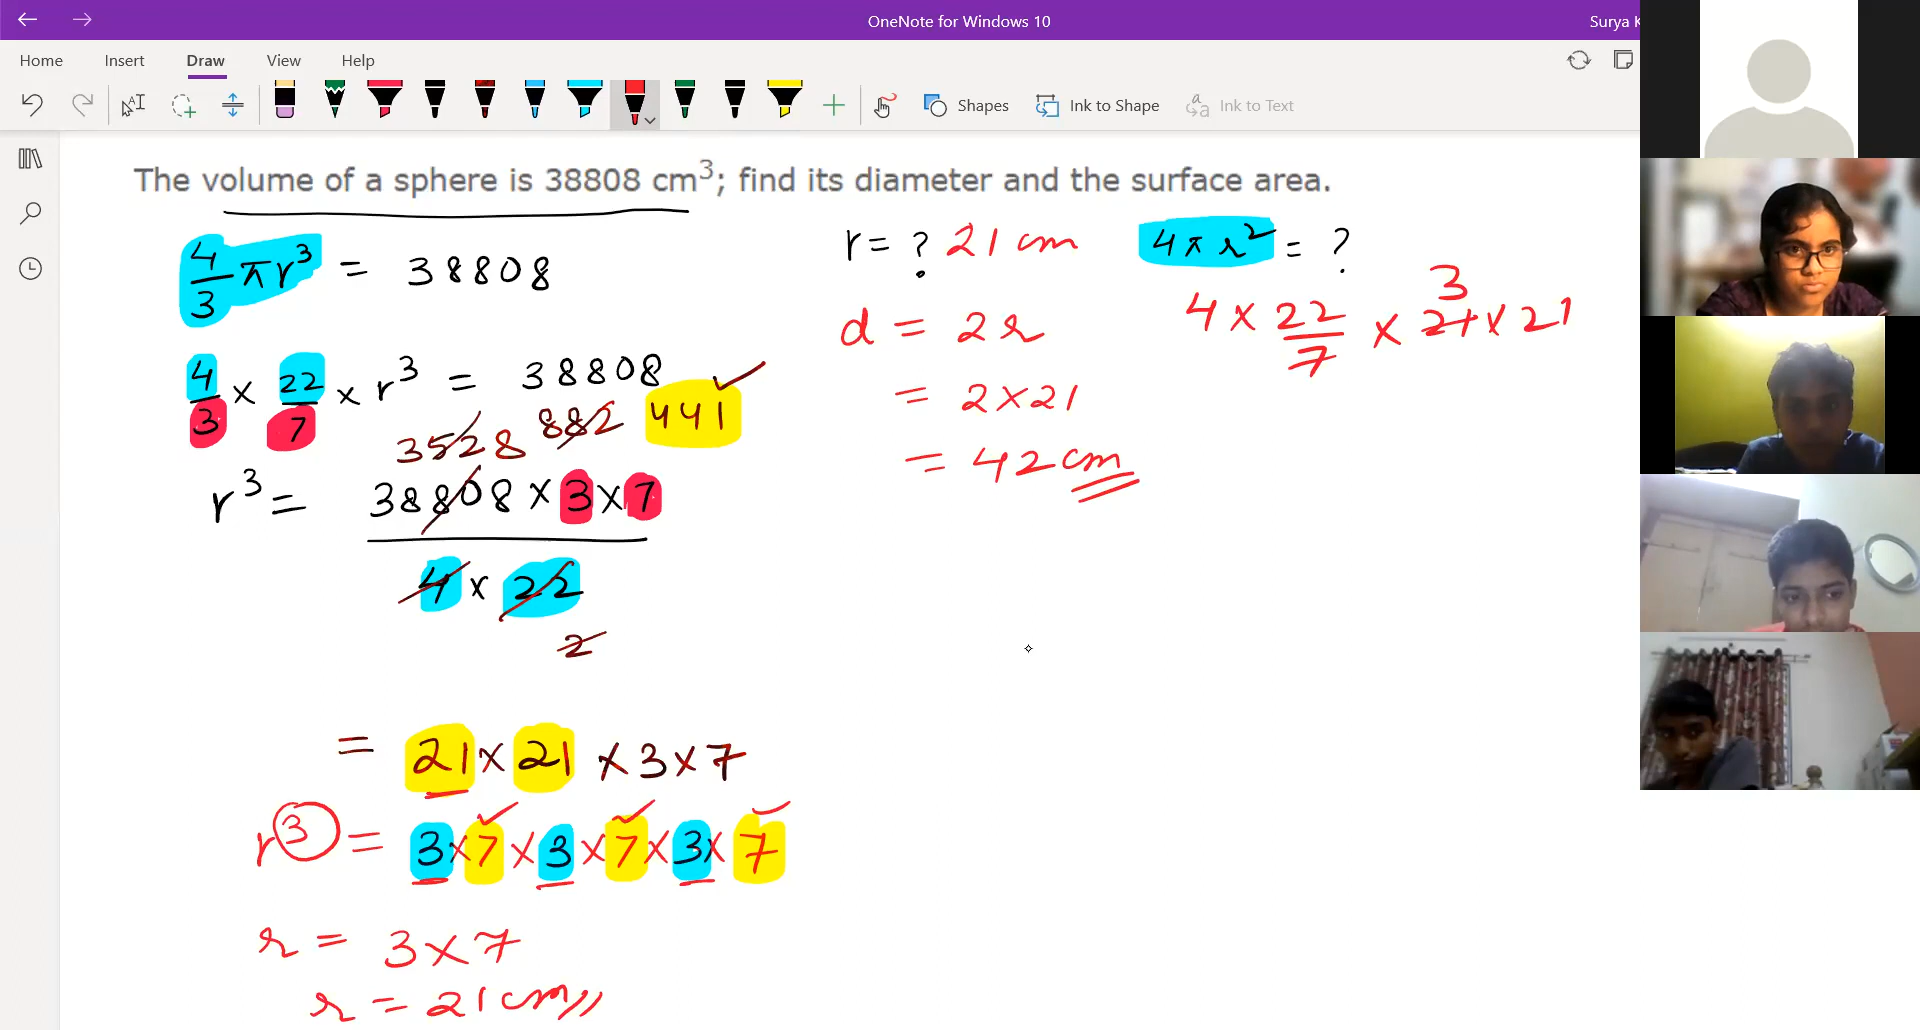 OneNote for Windows 10
Surya K
Home Insert Draw View Help
Shapes Ink to Shape Ink to Text
The volume of a sphere is 38808 cm³; find its diameter and the surface area.
4/3 πr³ = 38808
4/3 × 22/7 × r³ = 38808
3528 882 441
r³ = 38808 × 3 × 7
4 × 22
2
= 21 × 21 × 3 × 7
r³ = 3 × 7 × 3 × 7 × 3 × 7
r = 3 × 7
r = 21 cm
r = ? 21 cm
d = 2r
= 2 × 21
= 42 cm
4πr² = ?
3
4 × 22/7 × 21 × 21